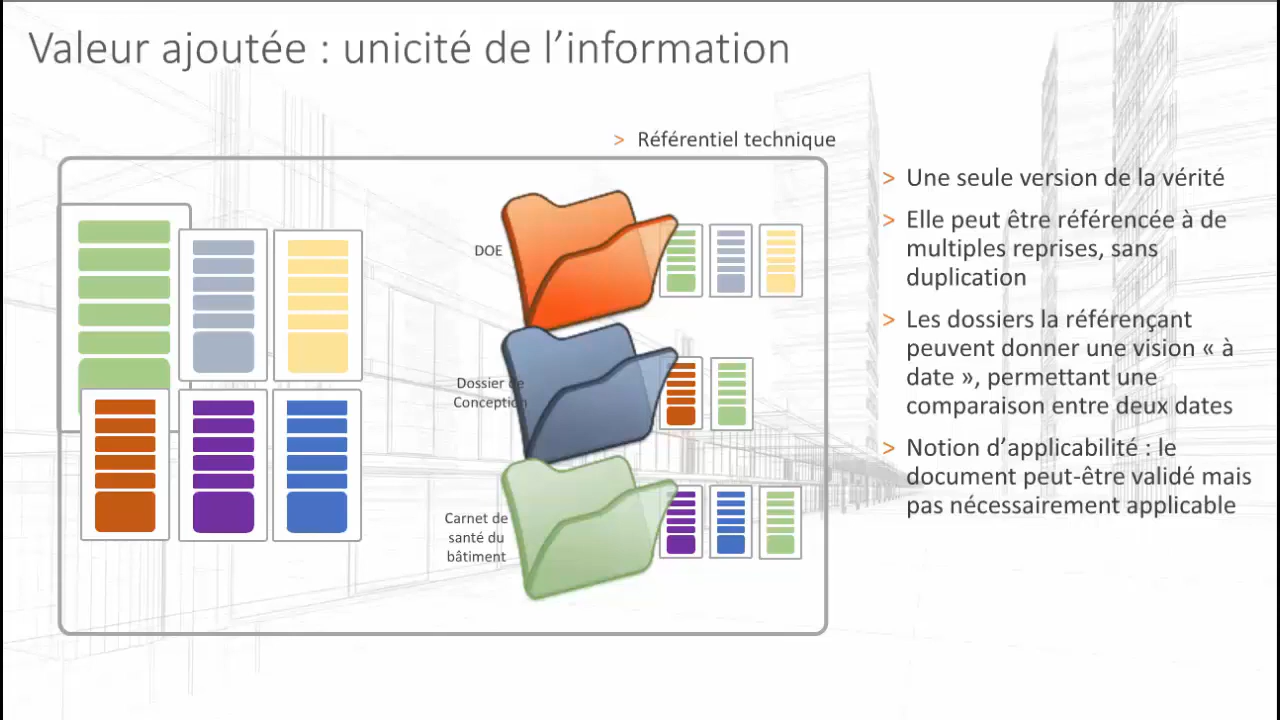 Valeur ajoutée : unicité de l’information
> Référentiel technique
DOE
Dossier de
Conception
Carnet de
santé du
bâtiment
> Une seule version de la vérité
> Elle peut être référencée à de
multiples reprises, sans
duplication
> Les dossiers la référençant
peuvent donner une vision « à
date », permettant une
comparaison entre deux dates
> Notion d’applicabilité : le
document peut-être validé mais
pas nécessairement applicable